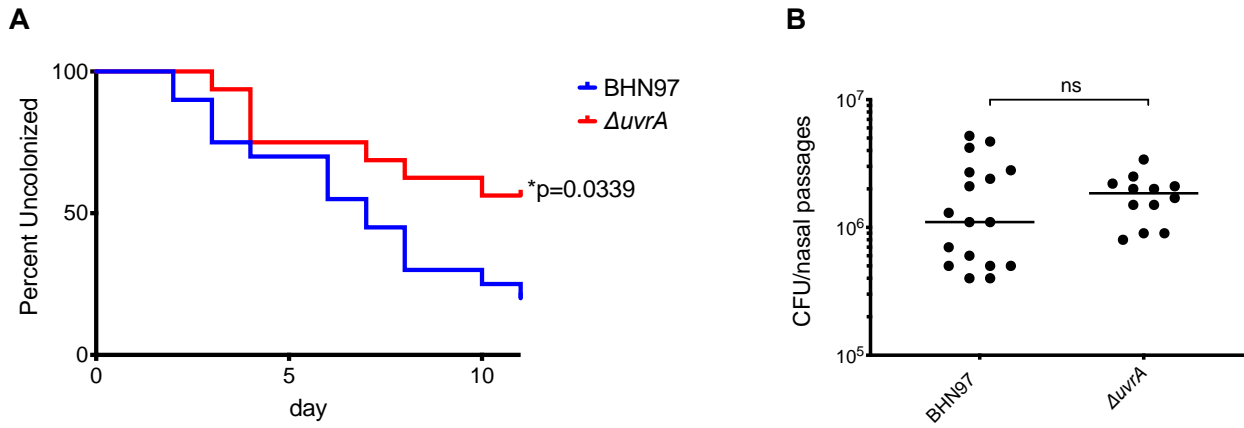 A
Percent Uncolonized
100
50
0
0
5
10
day
BHN97
ΔuvrA
*p=0.0339
B
CFU/nasal passages
10⁷
10⁶
10⁵
ns
BHN97
ΔuvrA